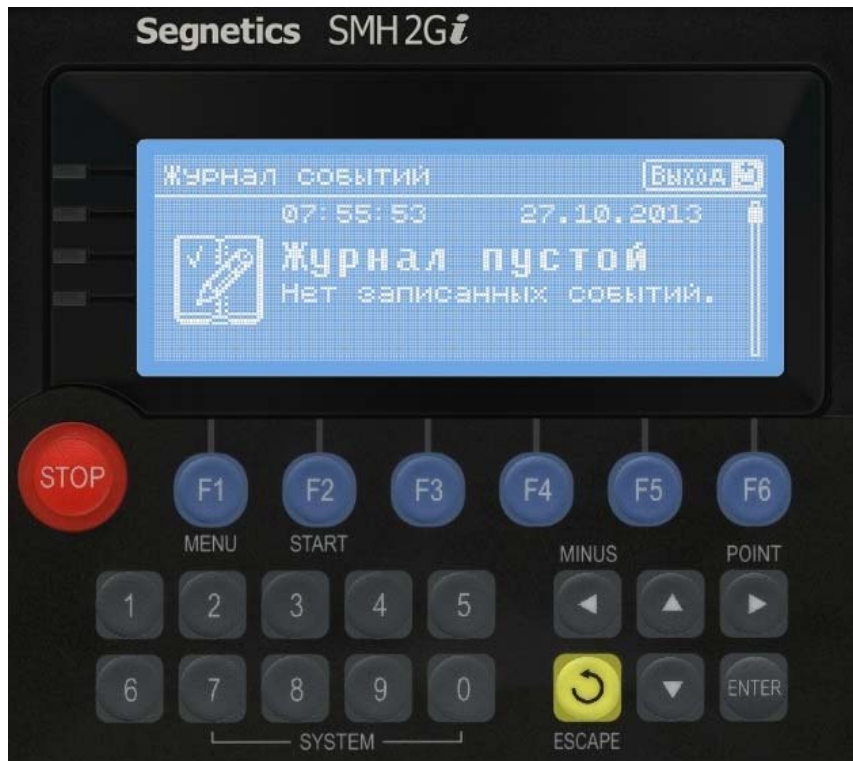 Segnetics SMH2Gi
Журнал событий Выход
07:55:53 27.10.2013
Журнал пустой
Нет записанных событий.
STOP
F1 F2 F3 F4 F5 F6
MENU START
MINUS POINT
1 2 3 4 5
6 7 8 9 0
ENTER
SYSTEM
ESCAPE